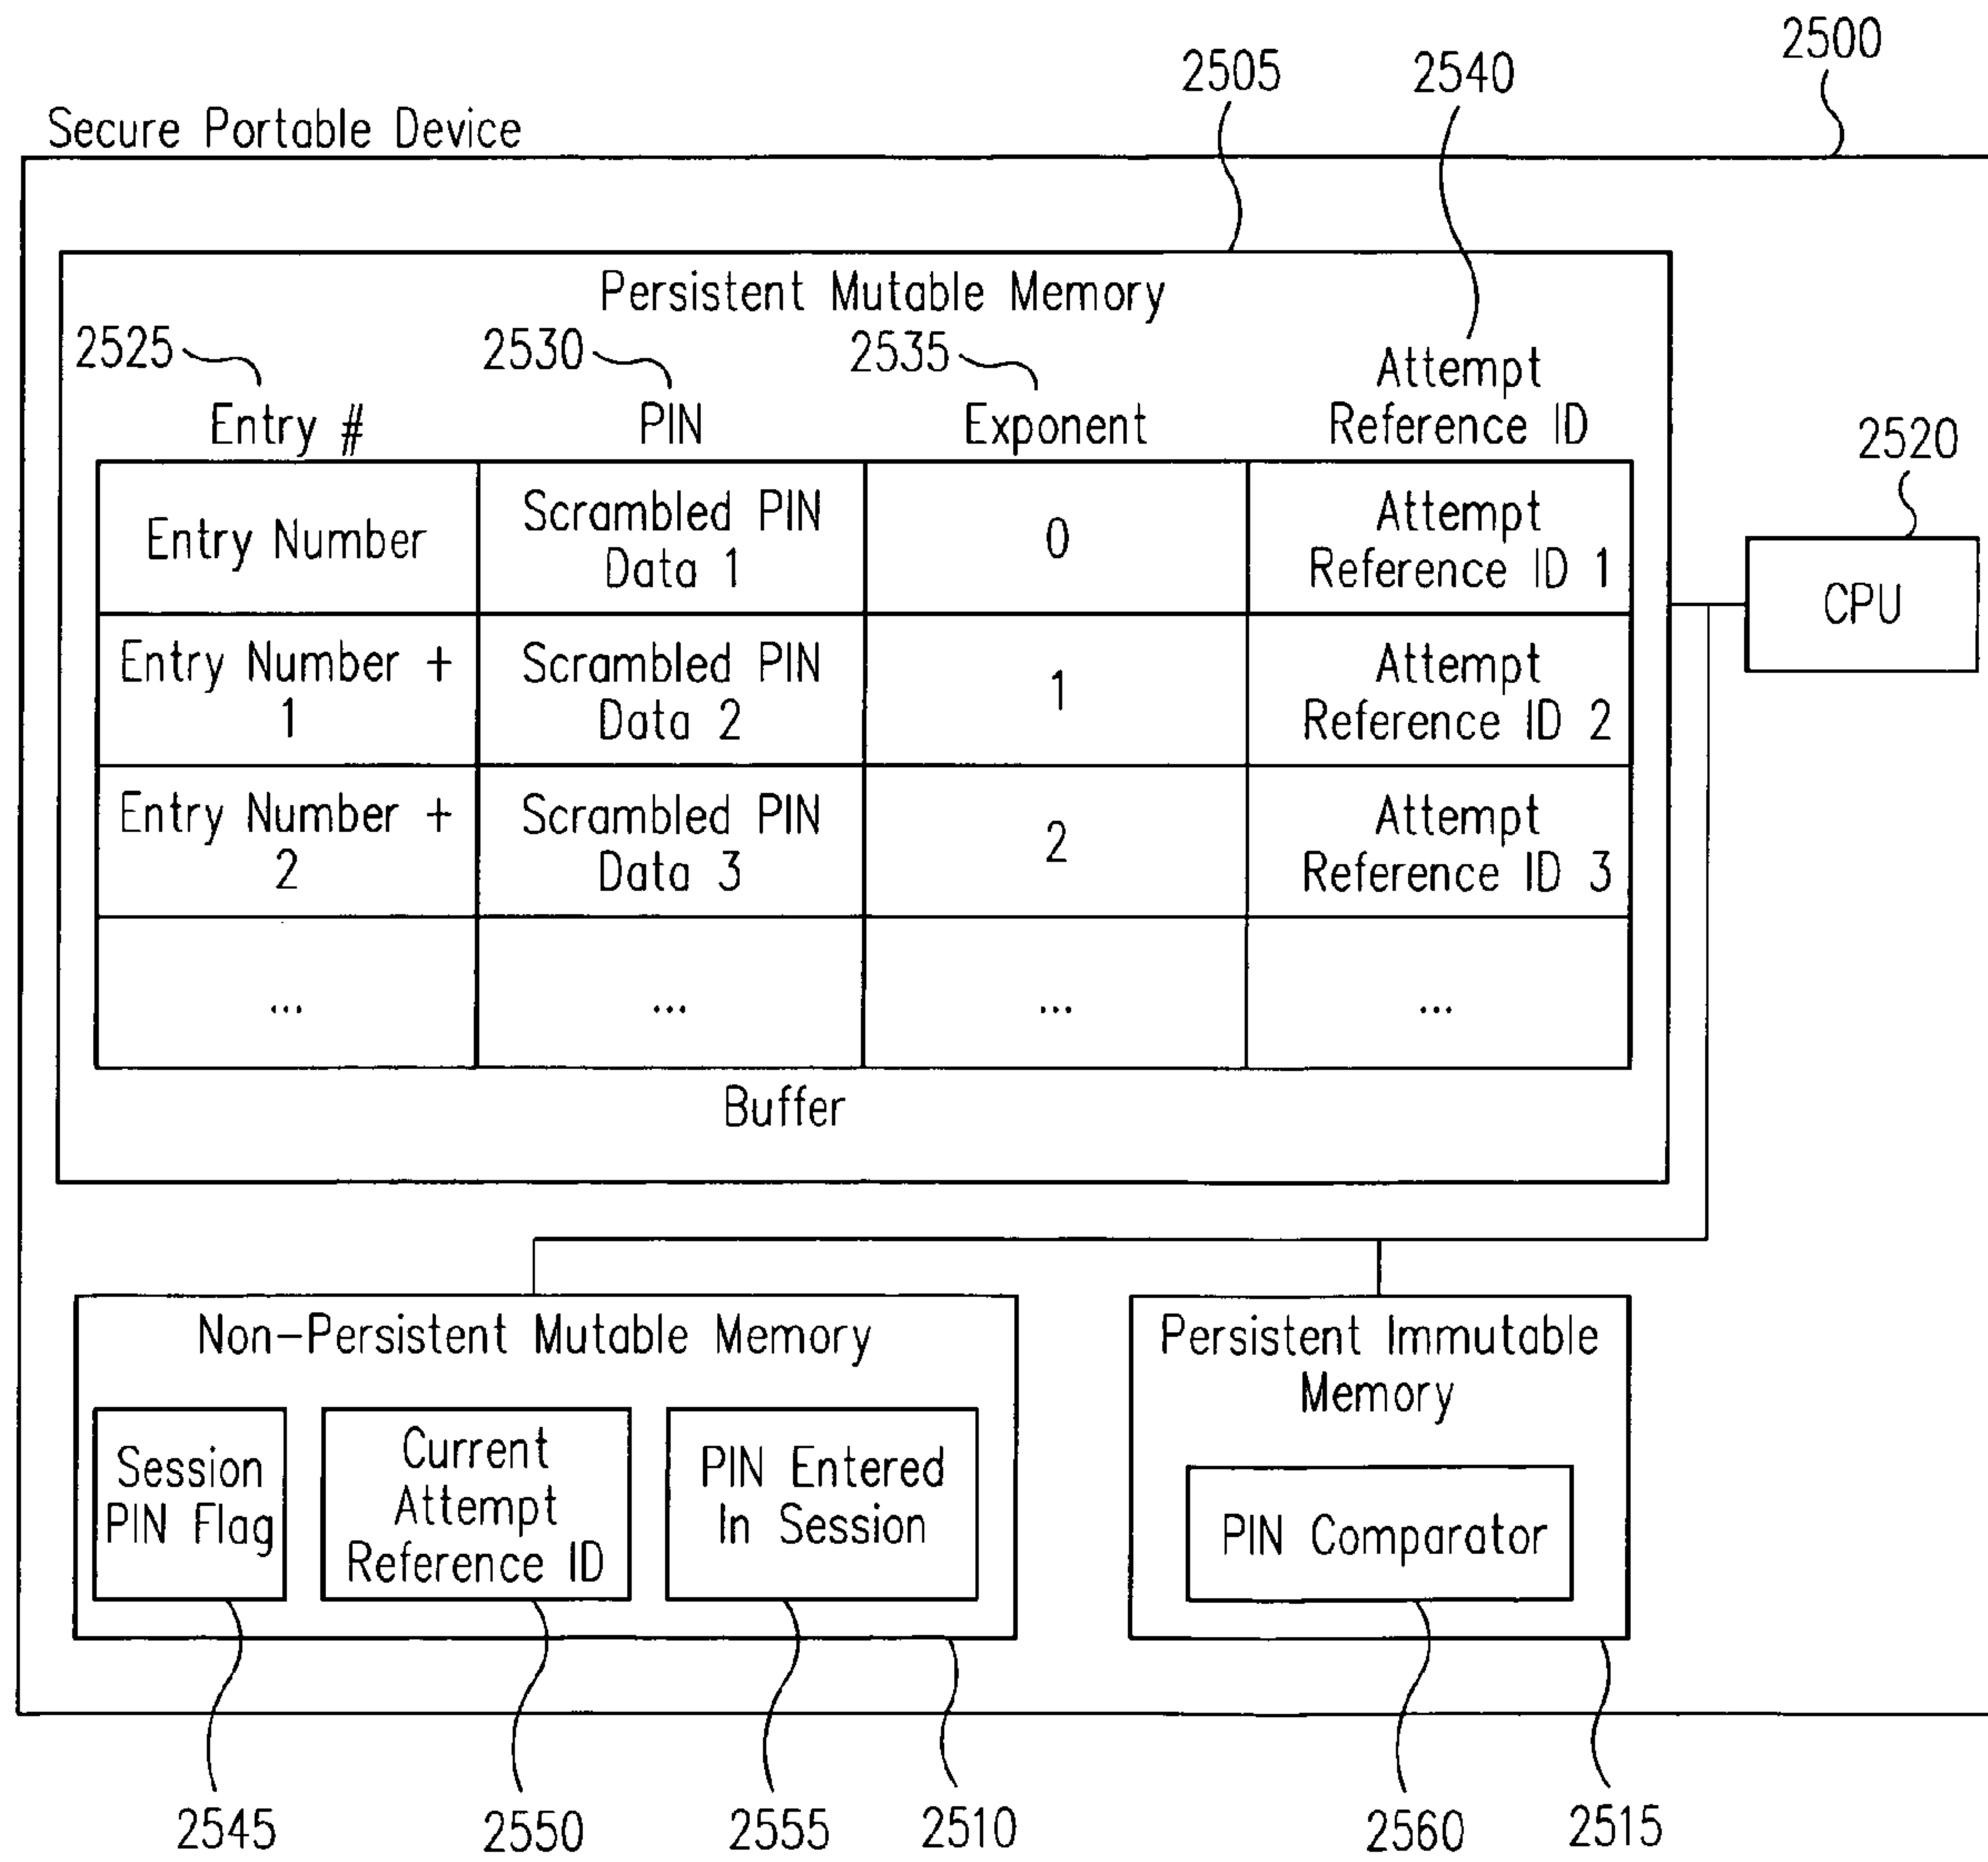 2500
2505
2540
Secure Portable Device
Persistent Mutable Memory
2525
2530
2535
Attempt
Reference ID
Entry #
PIN
Exponent
2520
Entry Number
Scrambled PIN
Data 1
0
Attempt
Reference ID 1
CPU
Entry Number +
1
Scrambled PIN
Data 2
1
Attempt
Reference ID 2
Entry Number +
2
Scrambled PIN
Data 3
2
Attempt
Reference ID 3
...
...
...
...
Buffer
Non-Persistent Mutable Memory
Session
PIN Flag
Current
Attempt
Reference ID
PIN Entered
In Session
Persistent Immutable
Memory
PIN Comparator
2545
2550
2555
2510
2560
2515